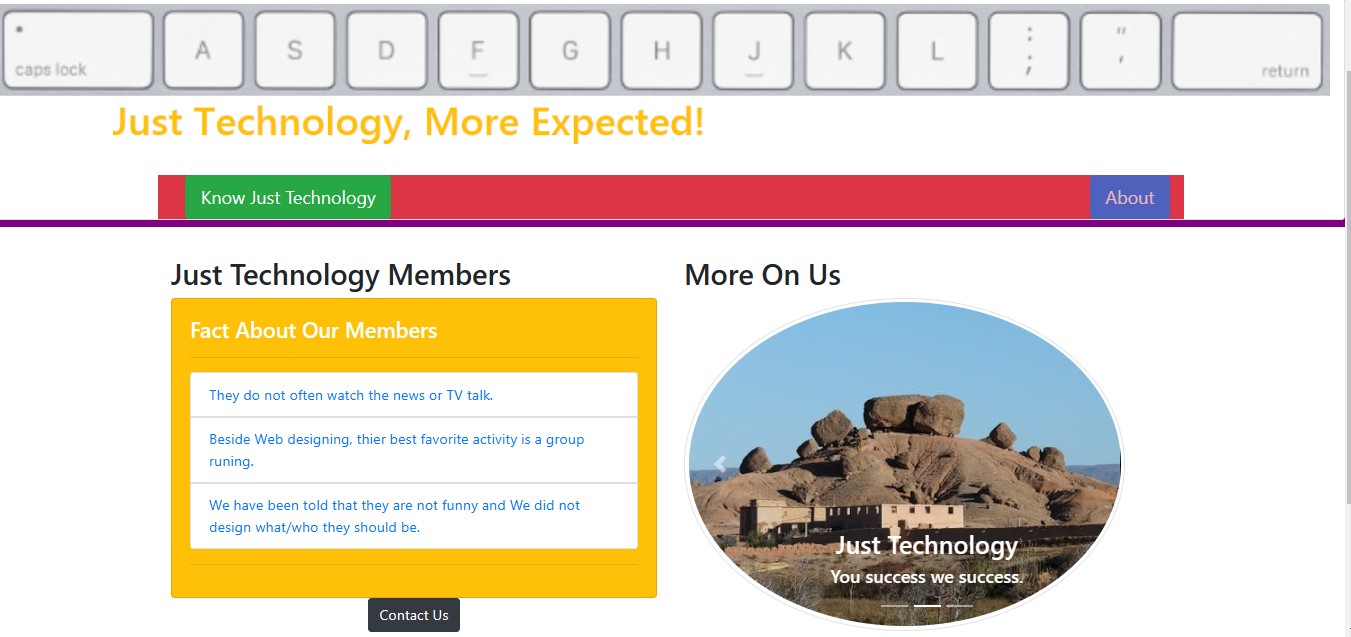 caps lock A S D F G H J K L : ; " ' return
Just Technology, More Expected!
Know Just Technology About
Just Technology Members
Fact About Our Members
They do not often watch the news or TV talk.
Beside Web designing, thier best favorite activity is a group
runing.
We have been told that they are not funny and We did not
design what/who they should be.
Contact Us
More On Us
Just Technology
You success we success.